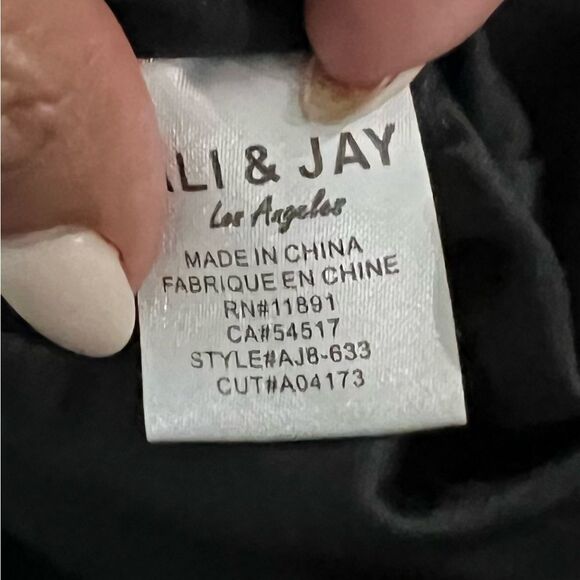 LI & JAY
Los Angeles
MADE IN CHINA
FABRIQUE EN CHINE
RN#11891
CA#54517
STYLE#AJ8-633
CUT#A04173